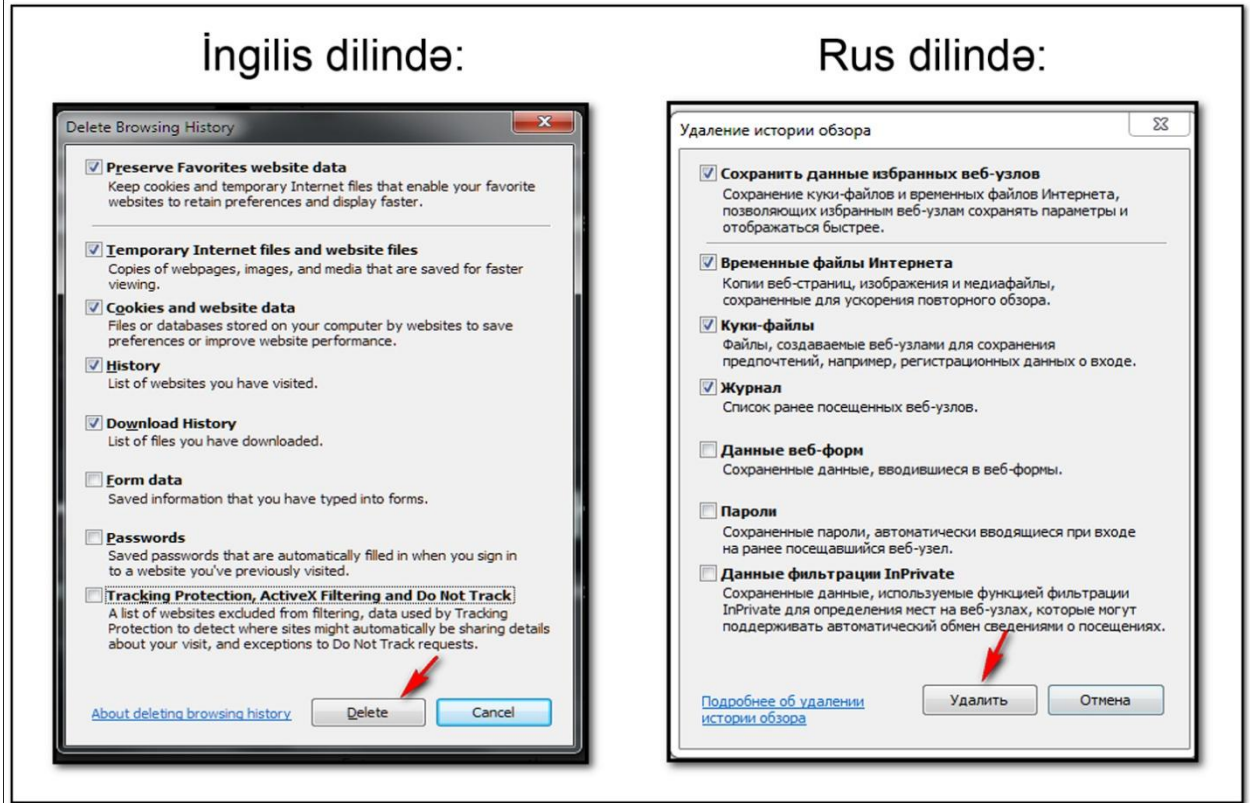 İngilis dilində:
Delete Browsing History
Preserve Favorites website data
Keep cookies and temporary Internet files that enable your favorite
websites to retain preferences and display faster.
Temporary Internet files and website files
Copies of webpages, images, and media that are saved for faster
viewing.
Cookies and website data
Files or databases stored on your computer by websites to save
preferences or improve website performance.
History
List of websites you have visited.
Download History
List of files you have downloaded.
Form data
Saved information that you have typed into forms.
Passwords
Saved passwords that are automatically filled in when you sign in
to a website you've previously visited.
Tracking Protection, ActiveX Filtering and Do Not Track
A list of websites excluded from filtering, data used by Tracking
Protection to detect where sites might automatically be sharing details
about your visit, and exceptions to Do Not Track requests.
About deleting browsing history
Delete
Cancel
Rus dilində:
Удаление истории обзора
Сохранить данные избранных веб-узлов
Сохранение куки-файлов и временных файлов Интернета,
позволяющих избранным веб-узлам сохранять параметры и
отображаться быстрее.
Временные файлы Интернета
Копии веб-страниц, изображения и медиафайлы,
сохраненные для ускорения повторного обзора.
Куки-файлы
Файлы, создаваемые веб-узлами для сохранения
предпочтений, например, регистрационных данных о входе.
Журнал
Список ранее посещенных веб-узлов.
Данные веб-форм
Сохраненные данные, вводившиеся в веб-формы.
Пароли
Сохраненные пароли, автоматически вводящиеся при входе
на ранее посещавшийся веб-узел.
Данные фильтрации InPrivate
Сохраненные данные, используемые функцией фильтрации
InPrivate для определения мест на веб-узлах, которые могут
поддерживать автоматический обмен сведениями о посещениях.
Подробнее об удалении
истории обзора
Удалить
Отмена